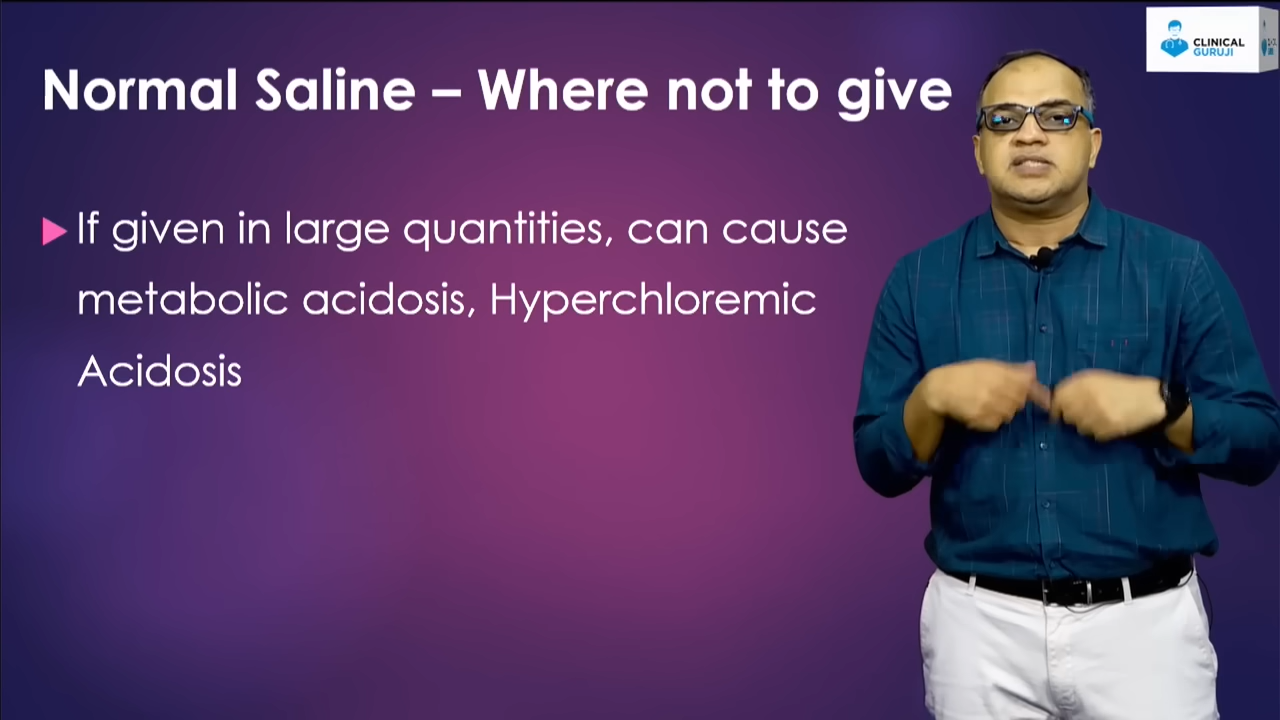 Normal Saline – Where not to give
If given in large quantities, can cause
metabolic acidosis, Hyperchloremic
Acidosis
CLINICAL
GURUJI